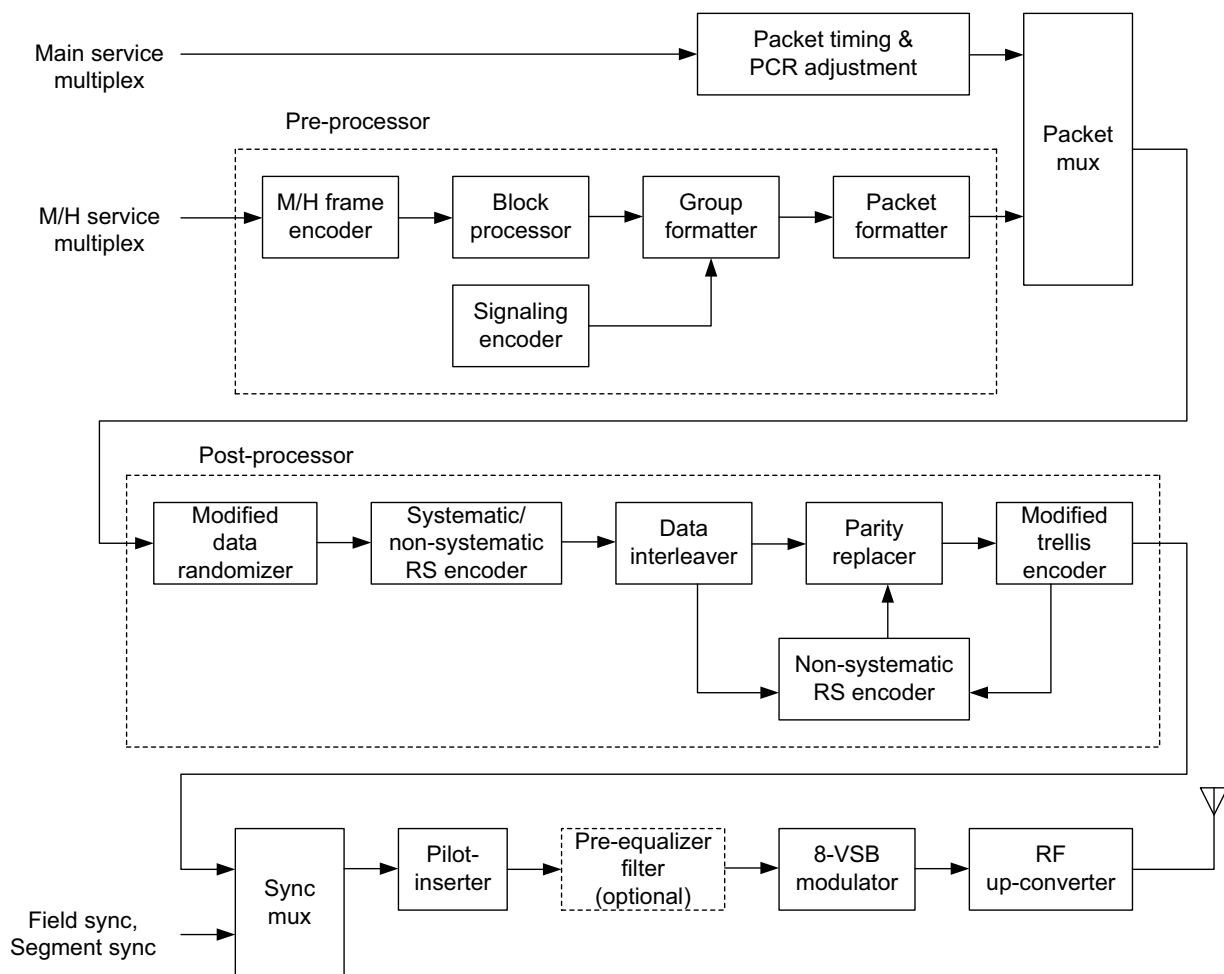 Main service
multiplex
Packet timing &
PCR adjustment
Packet
mux
Pre-processor
M/H service
multiplex
M/H frame
encoder
Block
processor
Group
formatter
Packet
formatter
Signaling
encoder
Post-processor
Modified
data
randomizer
Systematic/
non-systematic
RS encoder
Data
interleaver
Parity
replacer
Modified
trellis
encoder
Non-systematic
RS encoder
Field sync,
Segment sync
Sync
mux
Pilot-
inserter
Pre-equalizer
filter
(optional)
8-VSB
modulator
RF
up-converter